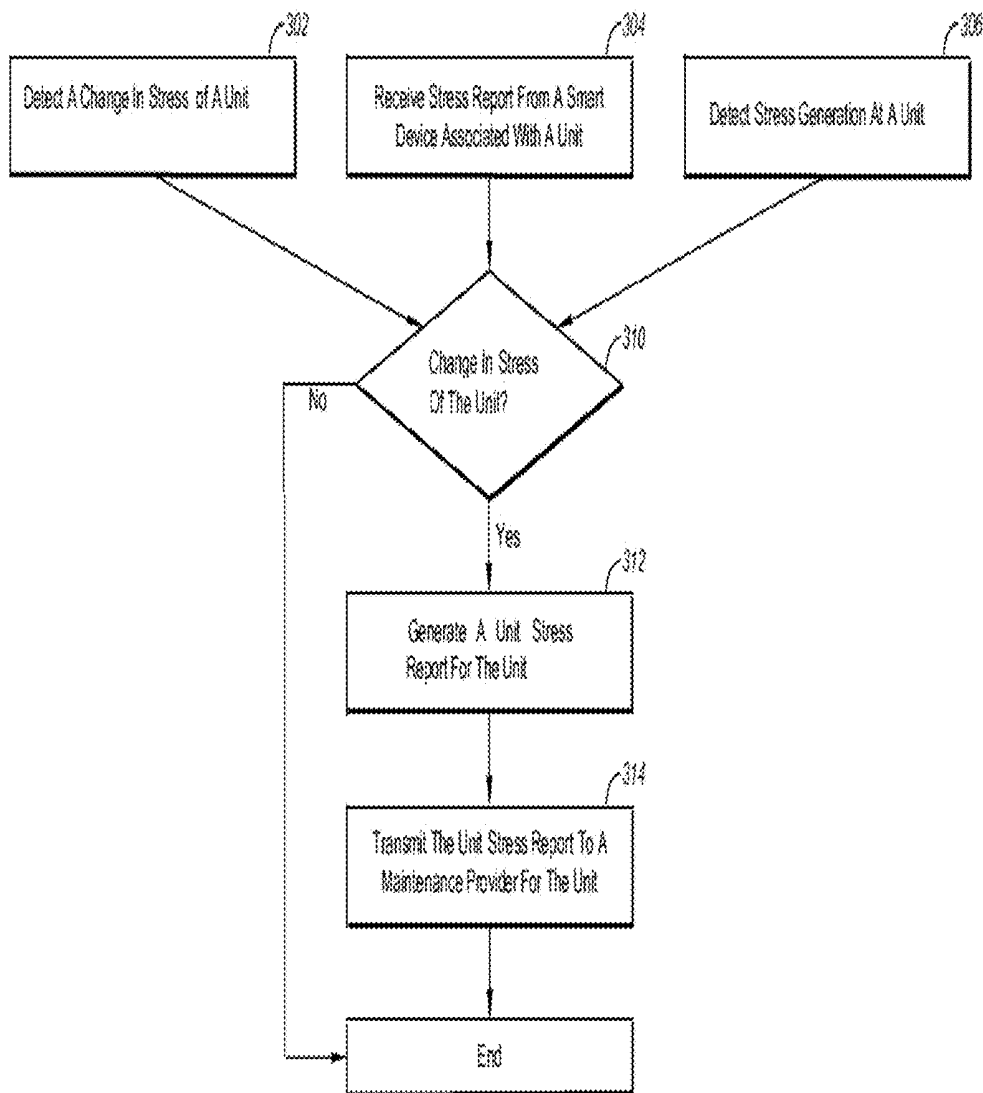 302
Detect A Change In Stress of A Unit
304
Receive Stress Report From A Smart
Device Associated With A Unit
306
Detect Stress Generation At A Unit
310
Change In Stress
Of The Unit?
No
Yes
312
Generate A Unit Stress
Report For The Unit
314
Transmit The Unit Stress Report To A
Maintenance Provider For The Unit
End